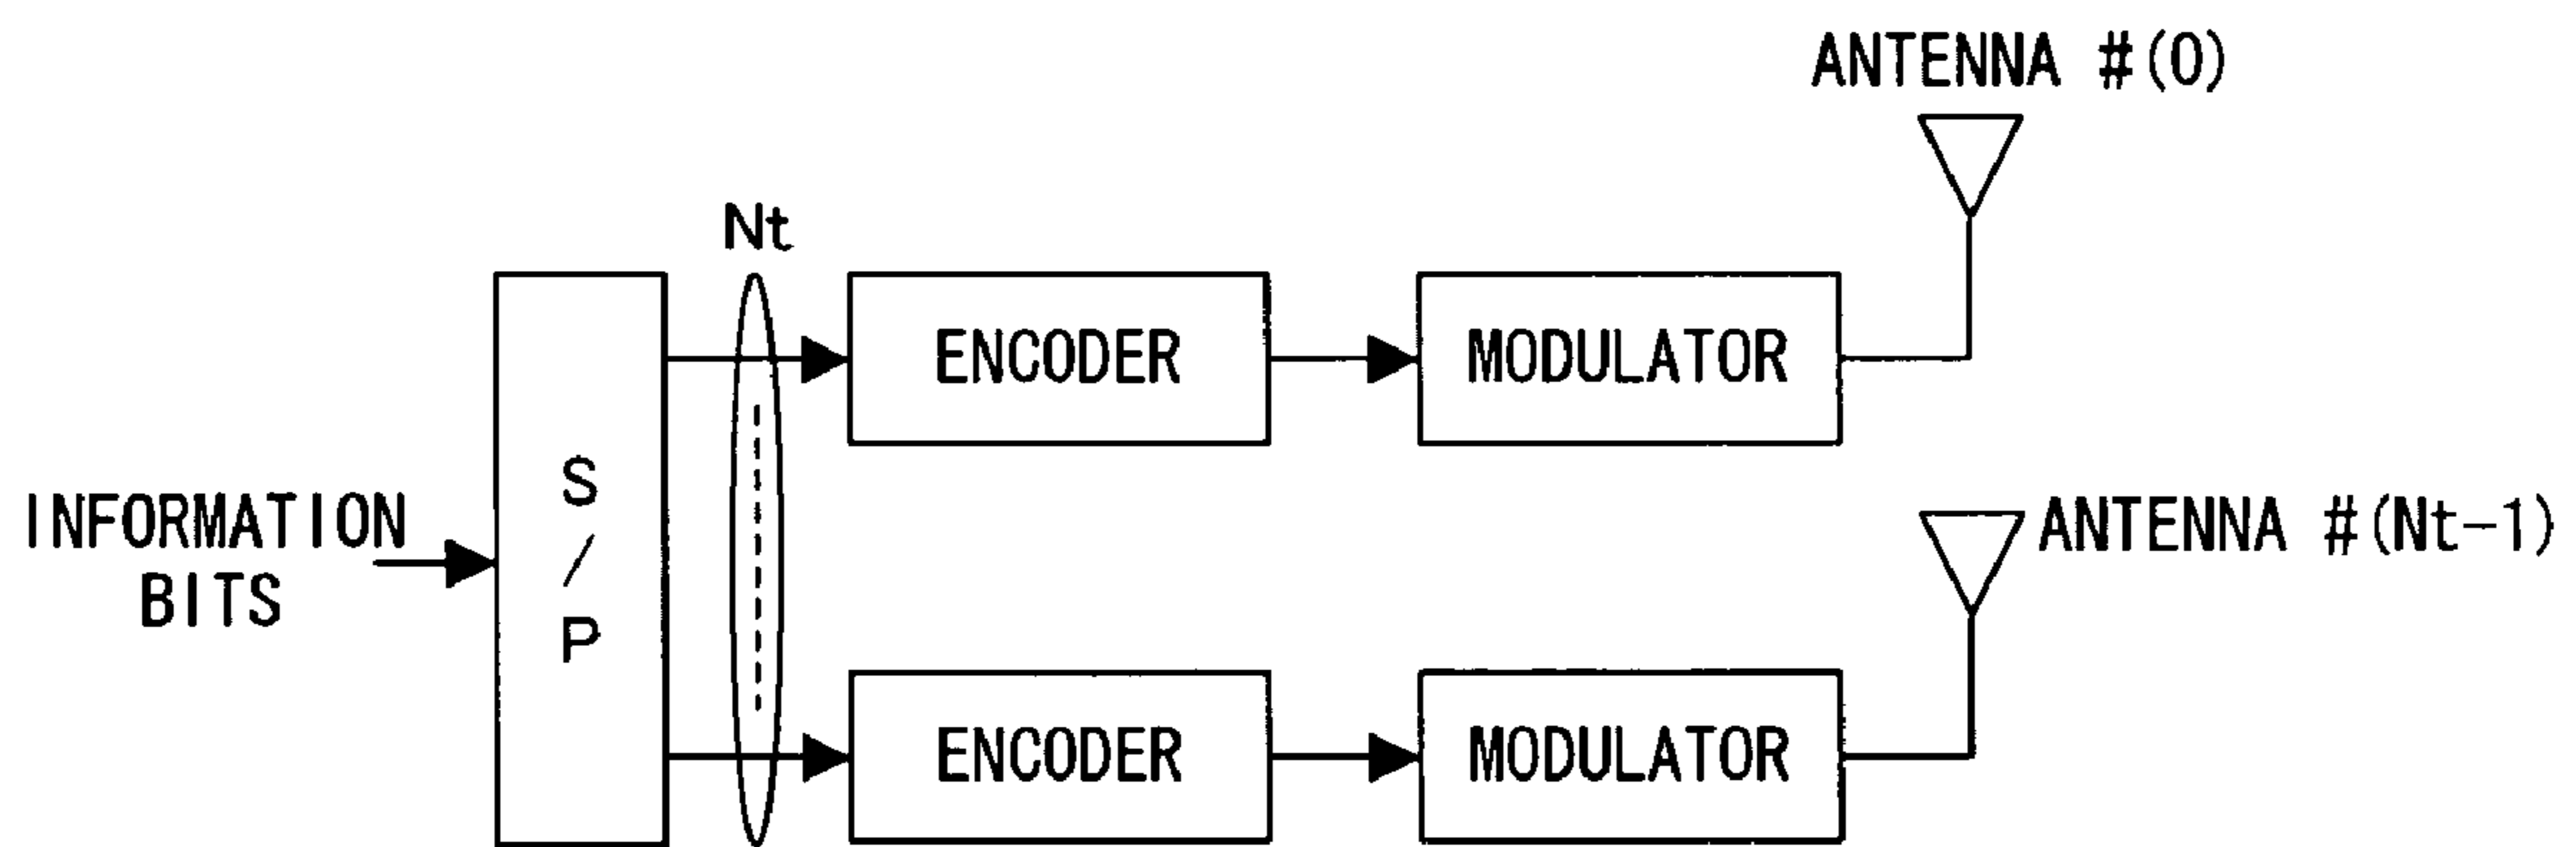 ANTENNA #(0)
Nt
ENCODER
MODULATOR
INFORMATION
BITS
S
/
P
ANTENNA #(Nt-1)
ENCODER
MODULATOR